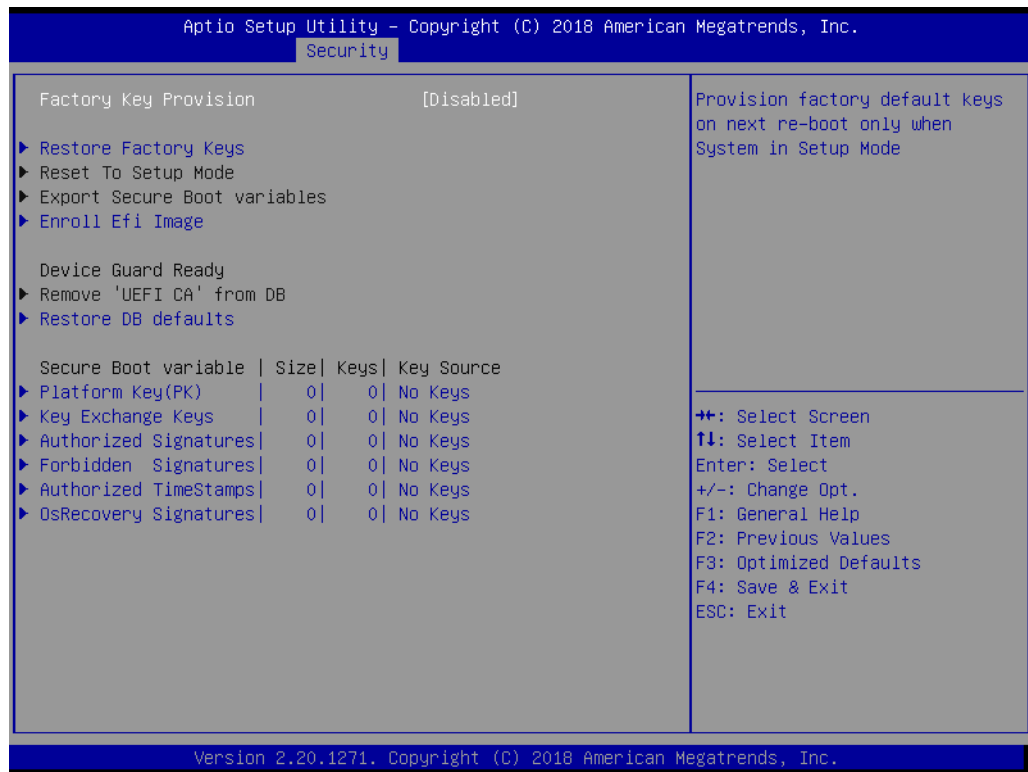 Aptio Setup Utility – Copyright (C) 2018 American Megatrends, Inc.
Security
Factory Key Provision [Disabled]
Restore Factory Keys
Reset To Setup Mode
Export Secure Boot variables
Enroll Efi Image
Device Guard Ready
Remove 'UEFI CA' from DB
Restore DB defaults
Secure Boot variable | Size| Keys| Key Source
Platform Key(PK) | 0| 0| No Keys
Key Exchange Keys | 0| 0| No Keys
Authorized Signatures| 0| 0| No Keys
Forbidden Signatures| 0| 0| No Keys
Authorized TimeStamps| 0| 0| No Keys
OsRecovery Signatures| 0| 0| No Keys
Provision factory default keys
on next re-boot only when
System in Setup Mode
→←: Select Screen
↑↓: Select Item
Enter: Select
+/-: Change Opt.
F1: General Help
F2: Previous Values
F3: Optimized Defaults
F4: Save & Exit
ESC: Exit
Version 2.20.1271. Copyright (C) 2018 American Megatrends, Inc.